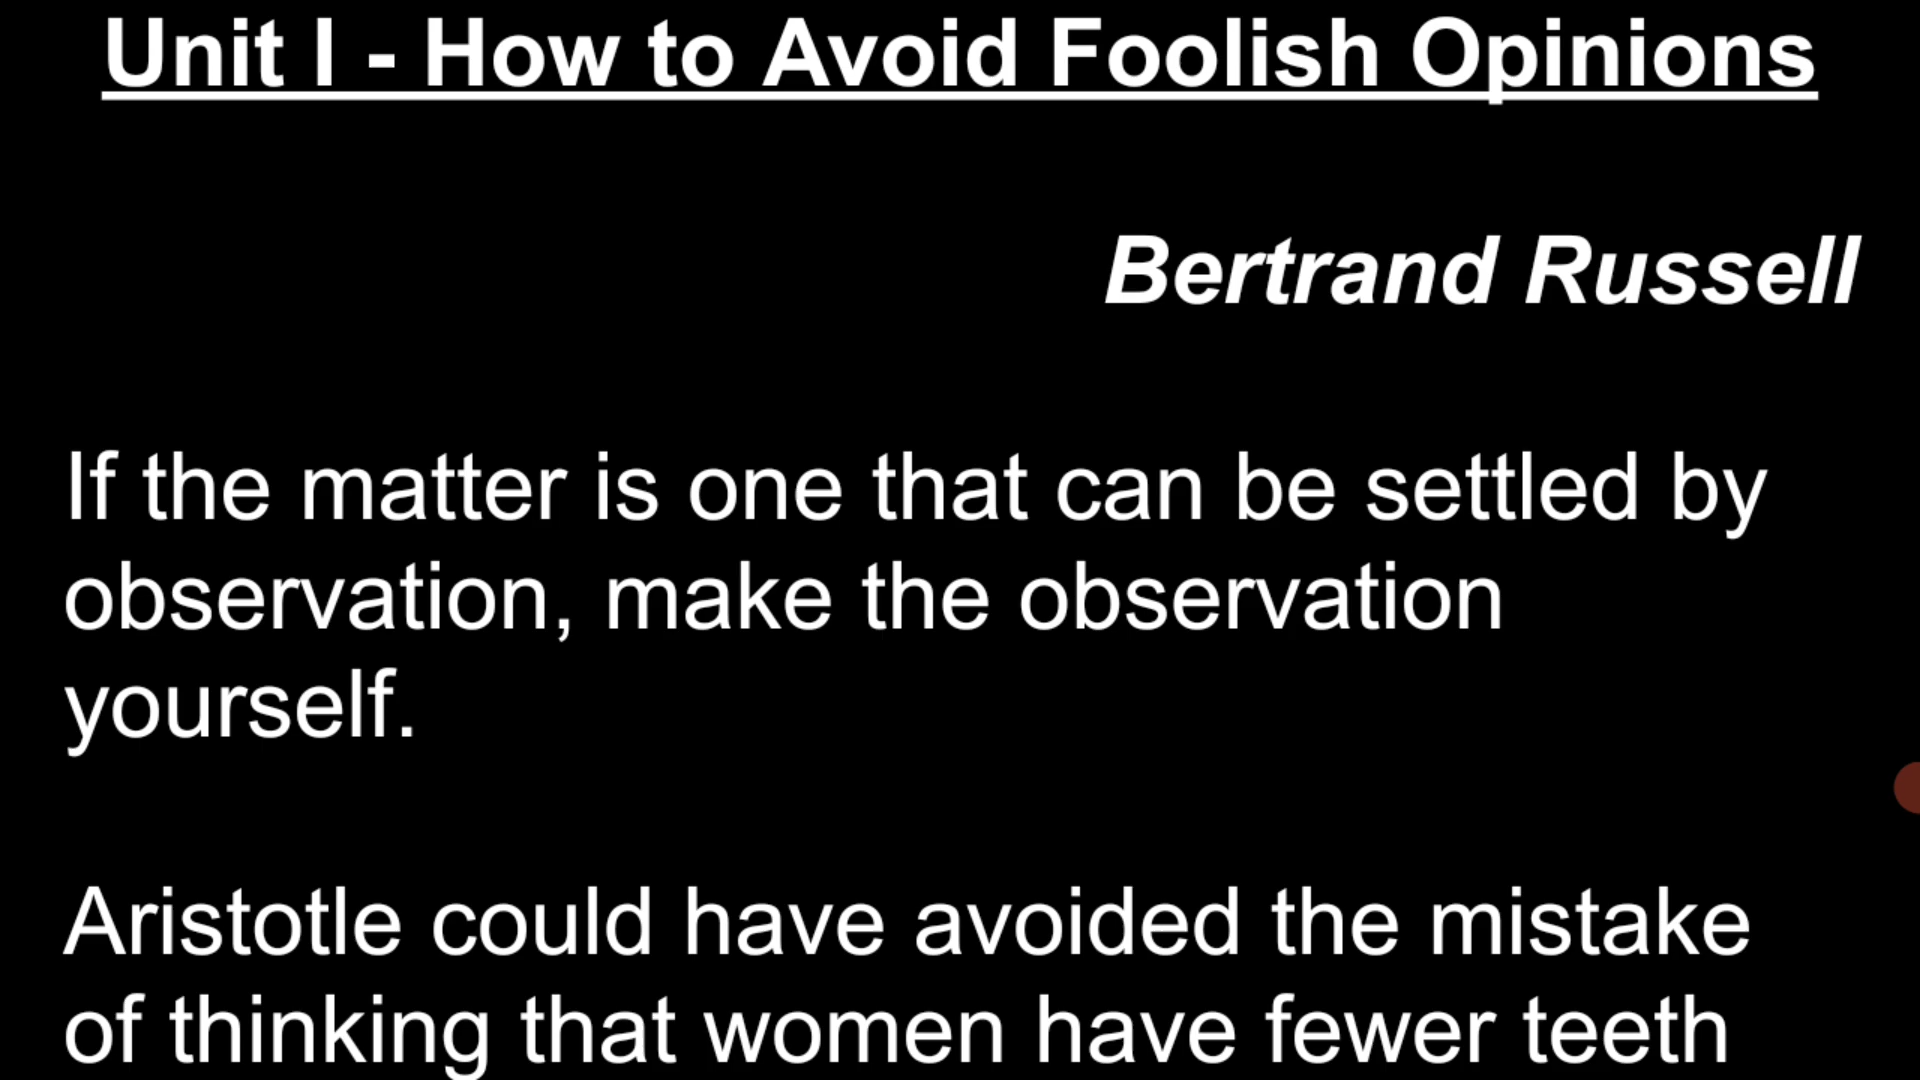 Unit I - How to Avoid Foolish Opinions
Bertrand Russell
If the matter is one that can be settled by
observation, make the observation
yourself.
Aristotle could have avoided the mistake
of thinking that women have fewer teeth